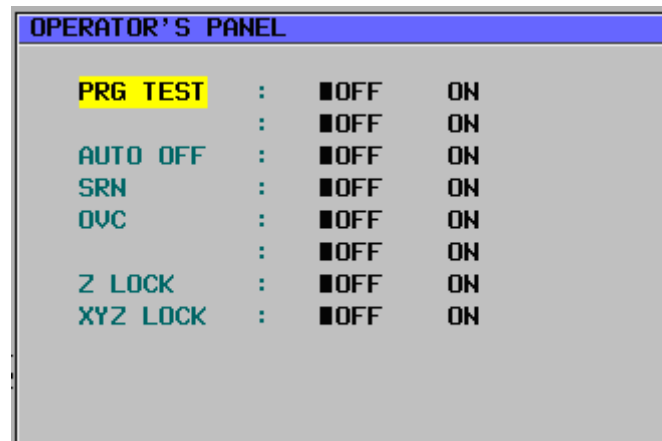 OPERATOR'S PANEL
PRG TEST : ■OFF ON
: ■OFF ON
AUTO OFF : ■OFF ON
SRN : ■OFF ON
OVC : ■OFF ON
: ■OFF ON
Z LOCK : ■OFF ON
XYZ LOCK : ■OFF ON